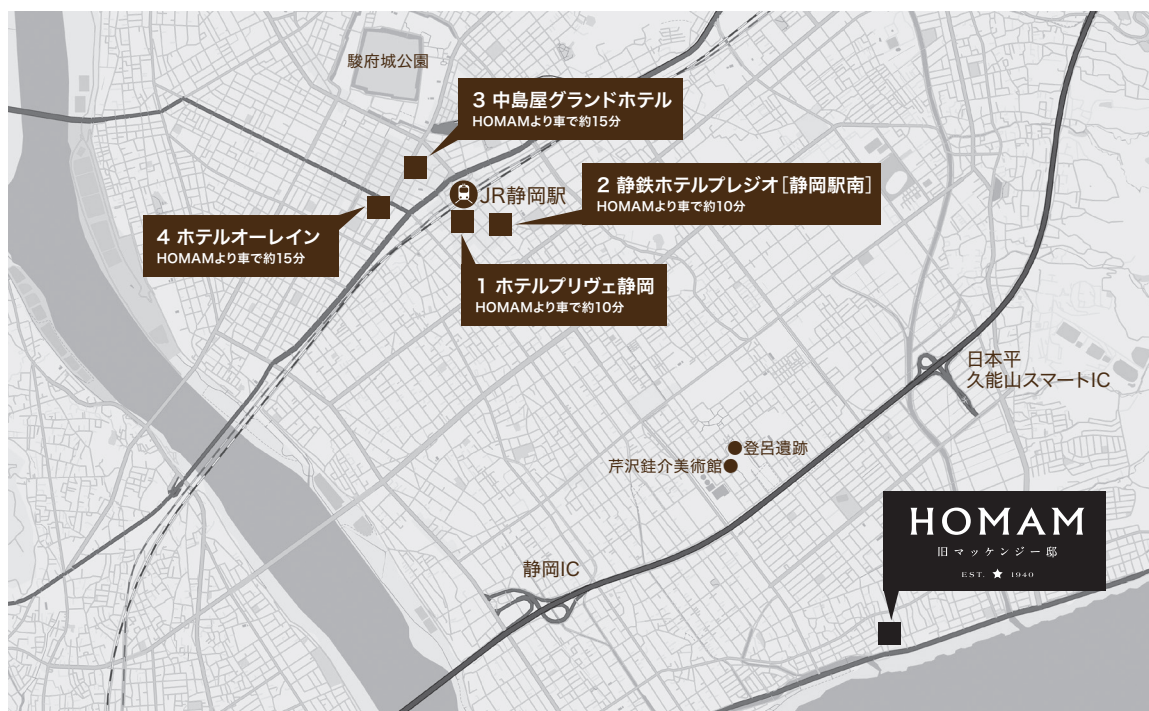 駿府城公園
3 中島屋グランドホテル
HOMAMより車で約15分
JR静岡駅
2 静鉄ホテルプレジオ［静岡駅南］
HOMAMより車で約10分
4 ホテルオーレイン
HOMAMより車で約15分
1 ホテルプリヴェ静岡
HOMAMより車で約10分
日本平
久能山スマートIC
登呂遺跡
芹沢銈介美術館
HOMAM
旧マッケンジー邸
EST. ★ 1940
静岡IC